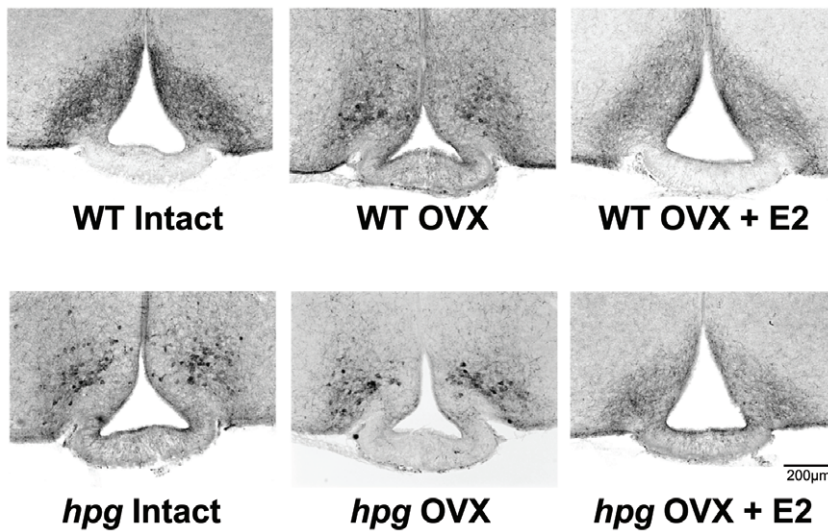 WT Intact
WT OVX
WT OVX + E2
hpg Intact
hpg OVX
hpg OVX + E2
200µm